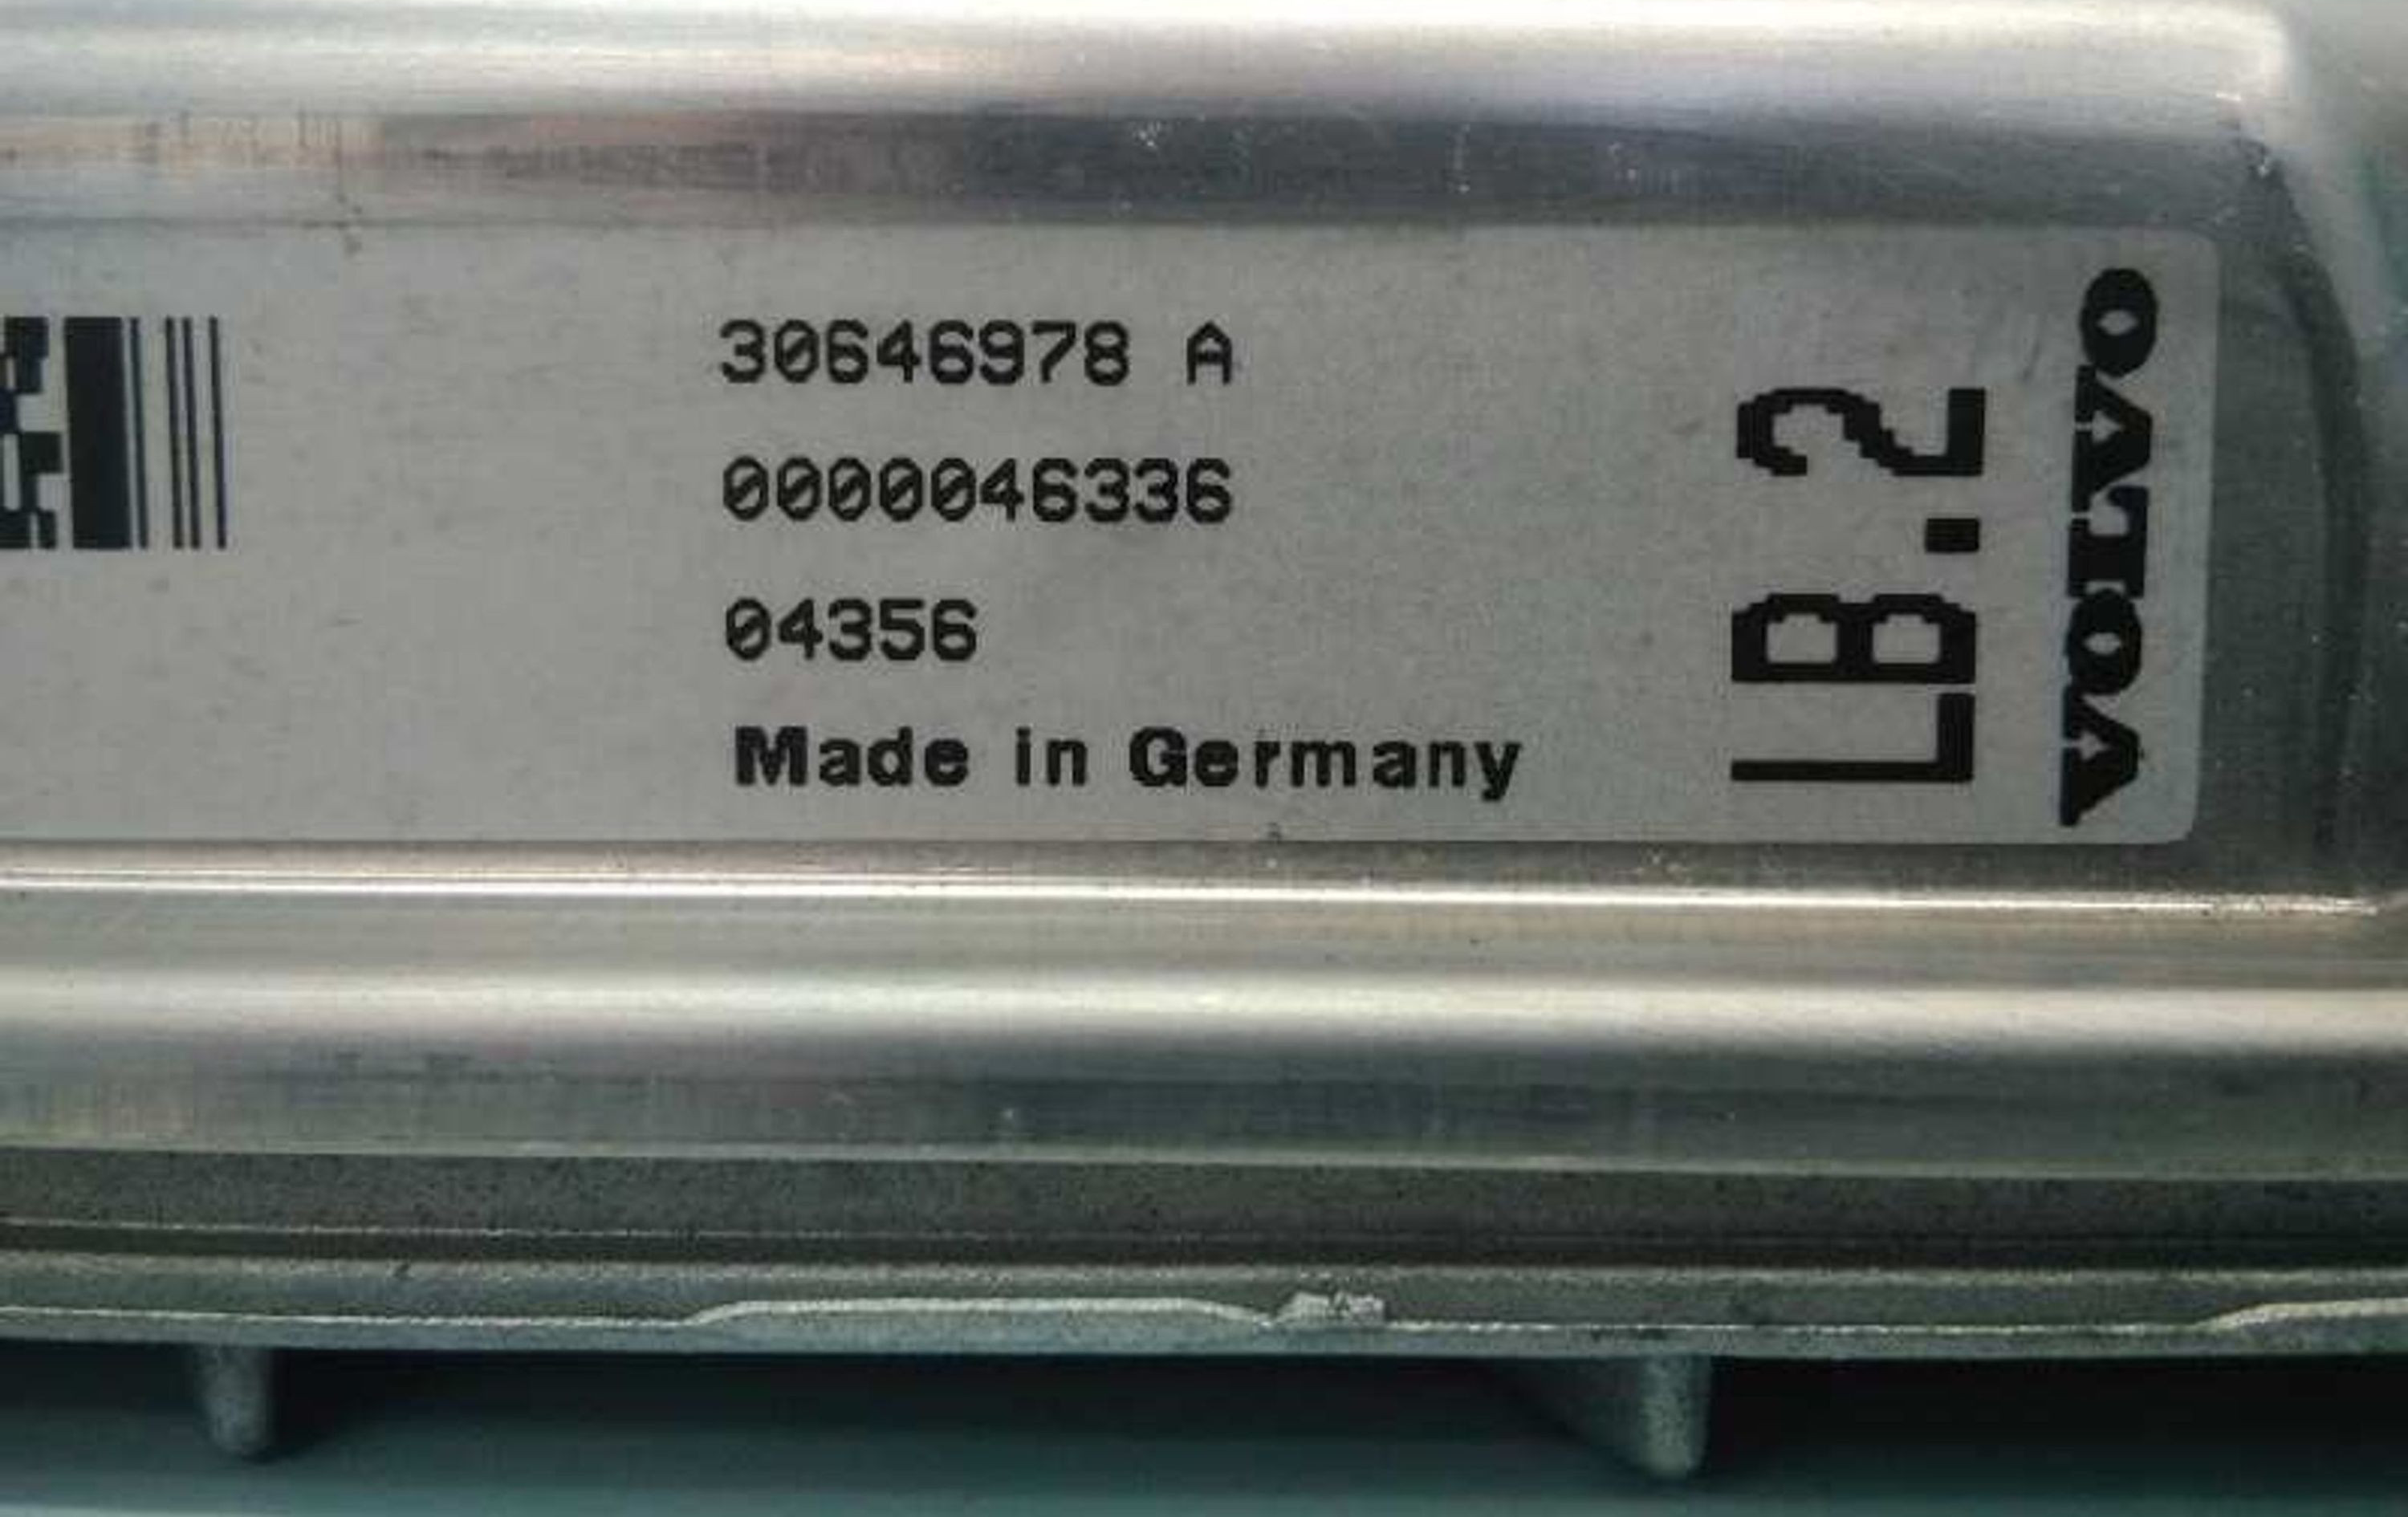 30646978 A
0000046336
04356
Made in Germany
LB.2
VOLVO